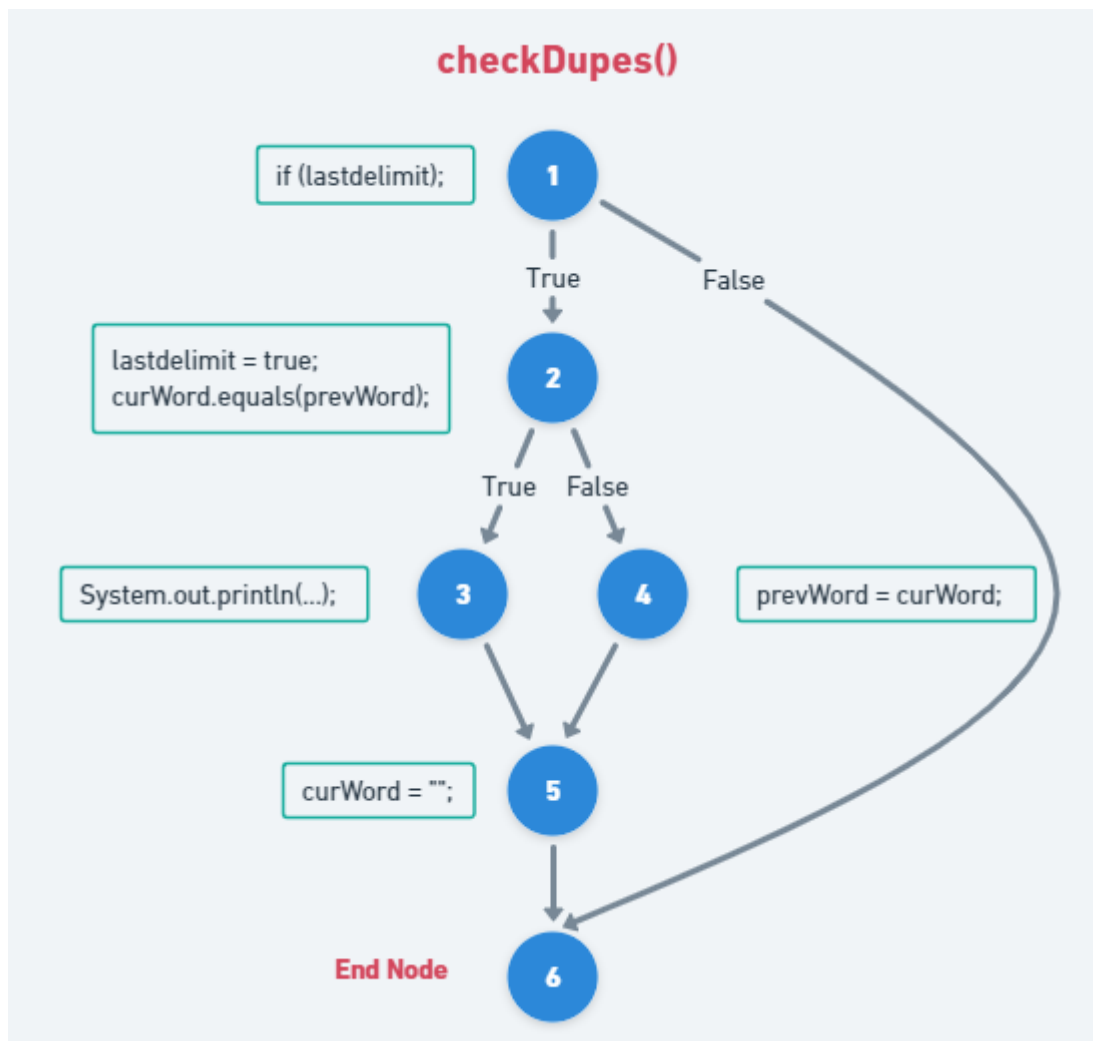 checkDupes()
if (lastdelimit);
1
True
False
lastdelimit = true;
curWord.equals(prevWord);
2
True
False
System.out.println(...);
3
4
prevWord = curWord;
curWord = "";
5
End Node
6